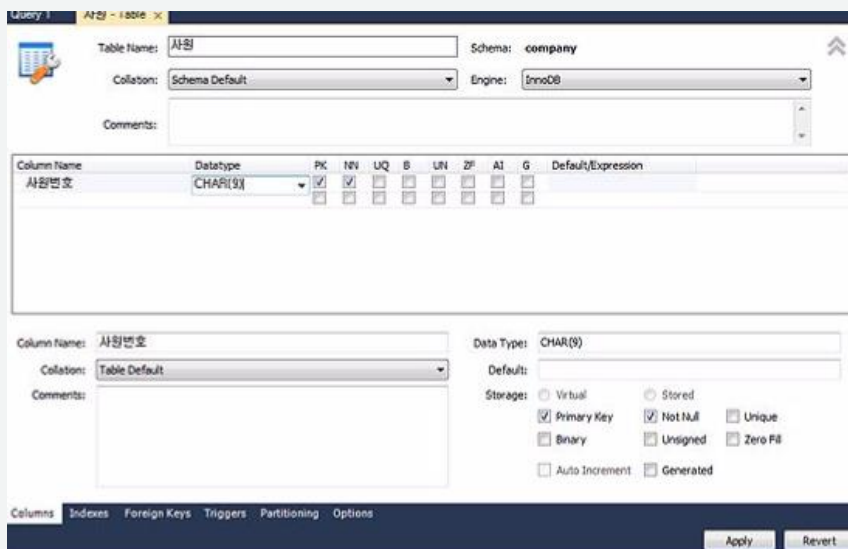 Query 1 사원 - Table ×
Table Name: 사원 Schema: company
Collation: Schema Default Engine: InnoDB
Comments:
Column Name Datatype PK NN UQ B UN ZF AI G Default/Expression
사원번호 CHAR(9)
Column Name: 사원번호 Data Type: CHAR(9)
Collation: Table Default Default:
Comments: Storage: Virtual Stored
Primary Key Not Null Unique
Binary Unsigned Zero Fill
Auto Increment Generated
Columns Indexes Foreign Keys Triggers Partitioning Options
Apply Revert